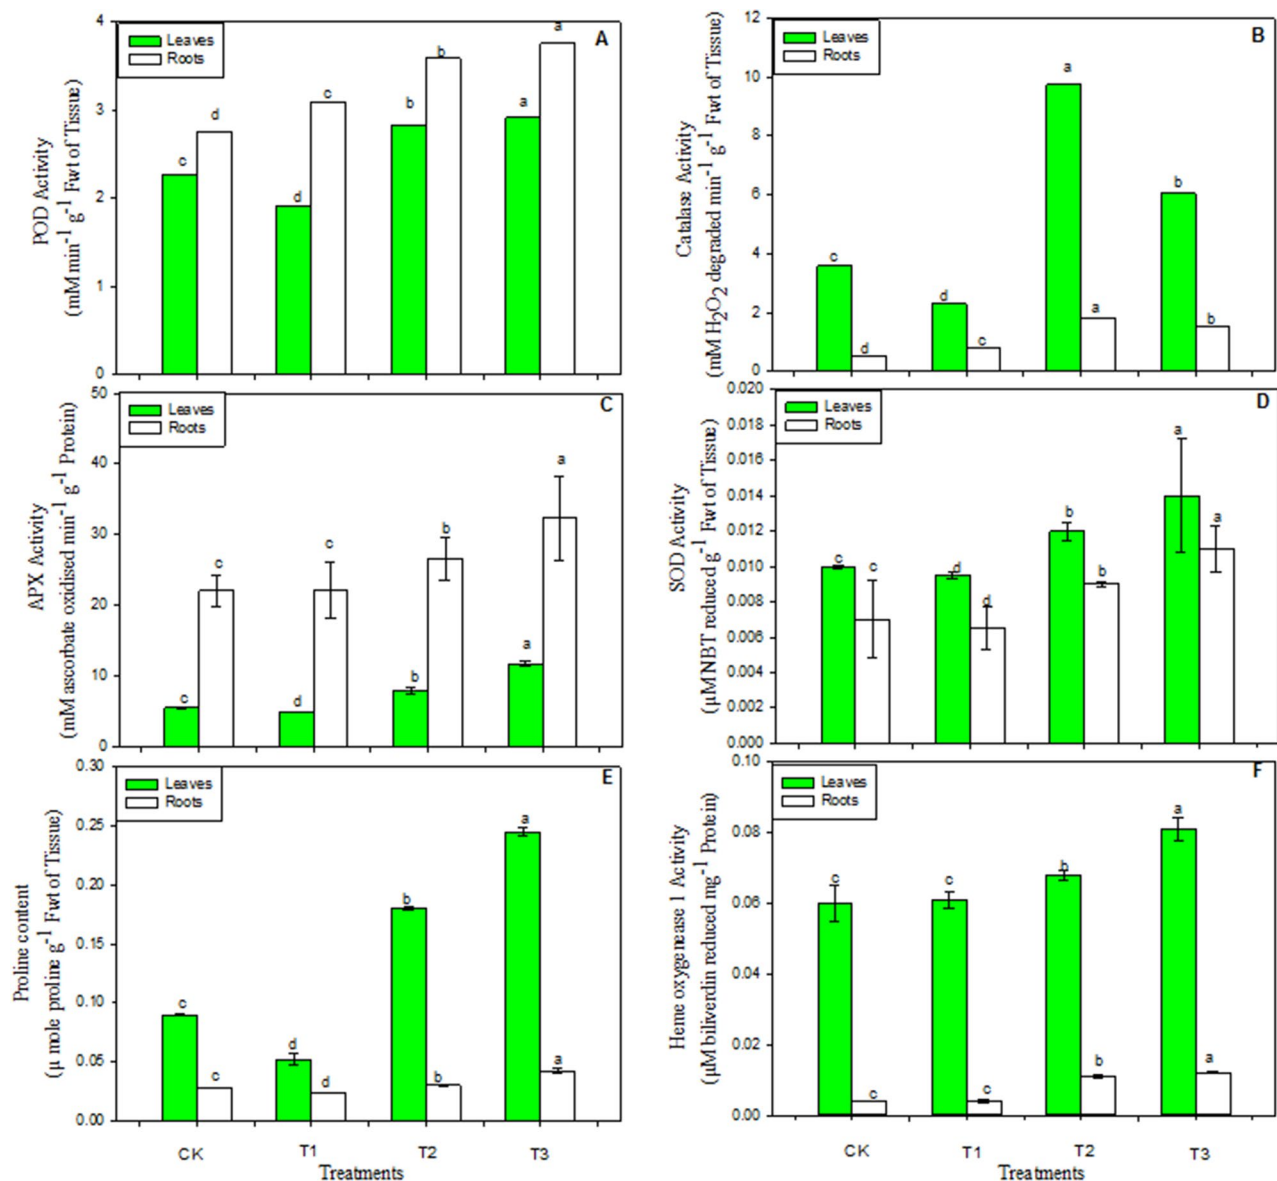 POD Activity
(mM min-1 g-1 Fwt of Tissue)
4
3
2
1
0
Leaves
Roots
A
c
d
d
c
b
b
a
a
Catalase Activity
(mM H2O2 degraded min-1 g-1 Fwt of Tissue)
12
10
8
6
4
2
0
Leaves
Roots
B
c
d
d
c
a
a
b
b
APX Activity
(mM ascorbate oxidised min-1 g-1 Protein)
50
40
30
20
10
0
Leaves
Roots
C
c
c
d
c
b
b
a
a
SOD Activity
(µM NBT reduced g-1 Fwt of Tissue)
0.020
0.018
0.016
0.014
0.012
0.010
0.008
0.006
0.004
0.002
0.000
Leaves
Roots
D
c
c
d
d
b
b
a
a
Proline content
(µ mole proline g-1 Fwt of Tissue)
0.30
0.25
0.20
0.15
0.10
0.05
0.00
Leaves
Roots
E
c
c
d
d
b
b
a
a
CK
T1
T2
T3
Treatments
Heme oxygenease 1 Activity
(µM biliverdin reduced mg-1 Protein)
0.10
0.08
0.06
0.04
0.02
0.00
Leaves
Roots
F
c
c
c
c
b
b
a
a
CK
T1
T2
T3
Treatments